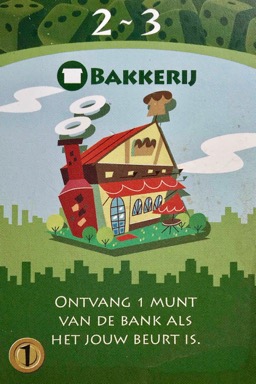 2~3
BAKKERIJ
ONTVANG 1 MUNT
VAN DE BANK ALS
HET JOUW BEURT IS.
1